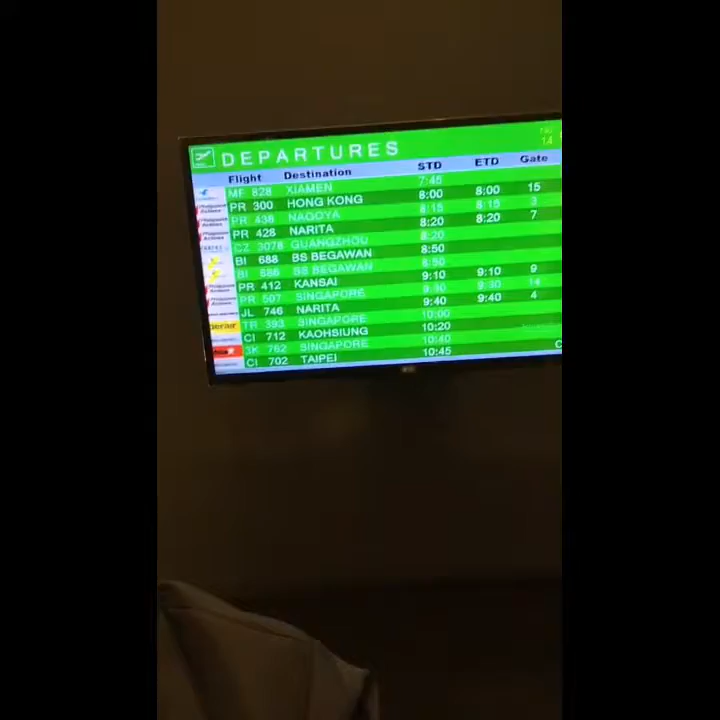 DEPARTURES
Flight Destination STD ETD Gate
MF 828 XIAMEN 7:45
PR 300 HONG KONG 8:00 8:00 15
PR 438 NAGOYA 8:15 8:15 3
PR 428 NARITA 8:20 8:20 7
CZ 3078 GUANGZHOU 8:20
BI 688 BS BEGAWAN 8:50
BI 686 BS BEGAWAN 8:50
PR 412 KANSAI 9:10 9:10 9
PR 507 SINGAPORE 9:30 9:30 14
JL 746 NARITA 9:40 9:40 4
TR 393 SINGAPORE 10:00
CI 712 KAOHSIUNG 10:20
3K 762 SINGAPORE 10:40
CI 702 TAIPEI 10:45